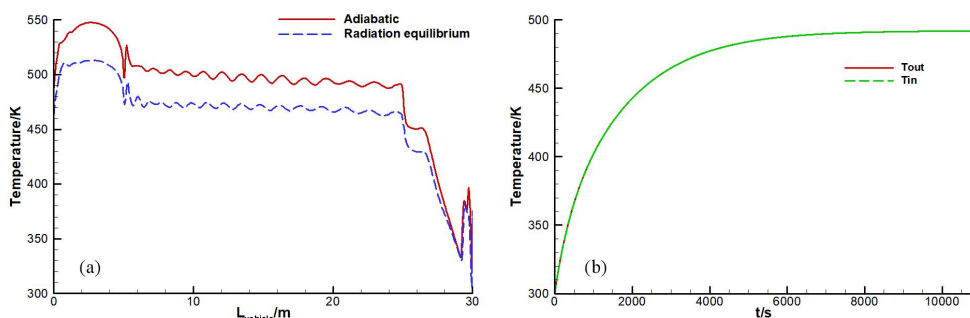 Temperature/K
550
500
450
400
350
300
Adiabatic
Radiation equilibrium
(a)
0
10
20
30
L_vehicle/m
Temperature/K
500
450
400
350
300
Tout
Tin
(b)
0
2000
4000
6000
8000
10000
t/s